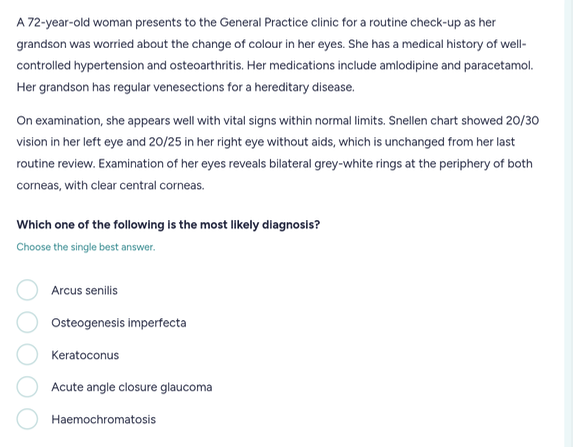 A 72-year-old woman presents to the General Practice clinic for a routine check-up as her
grandson was worried about the change of colour in her eyes. She has a medical history of well-
controlled hypertension and osteoarthritis. Her medications include amlodipine and paracetamol.
Her grandson has regular venesections for a hereditary disease.
On examination, she appears well with vital signs within normal limits. Snellen chart showed 20/30
vision in her left eye and 20/25 in her right eye without aids, which is unchanged from her last
routine review. Examination of her eyes reveals bilateral grey-white rings at the periphery of both
corneas, with clear central corneas.
Which one of the following is the most likely diagnosis?
Choose the single best answer.
Arcus senilis
Osteogenesis imperfecta
Keratoconus
Acute angle closure glaucoma
Haemochromatosis